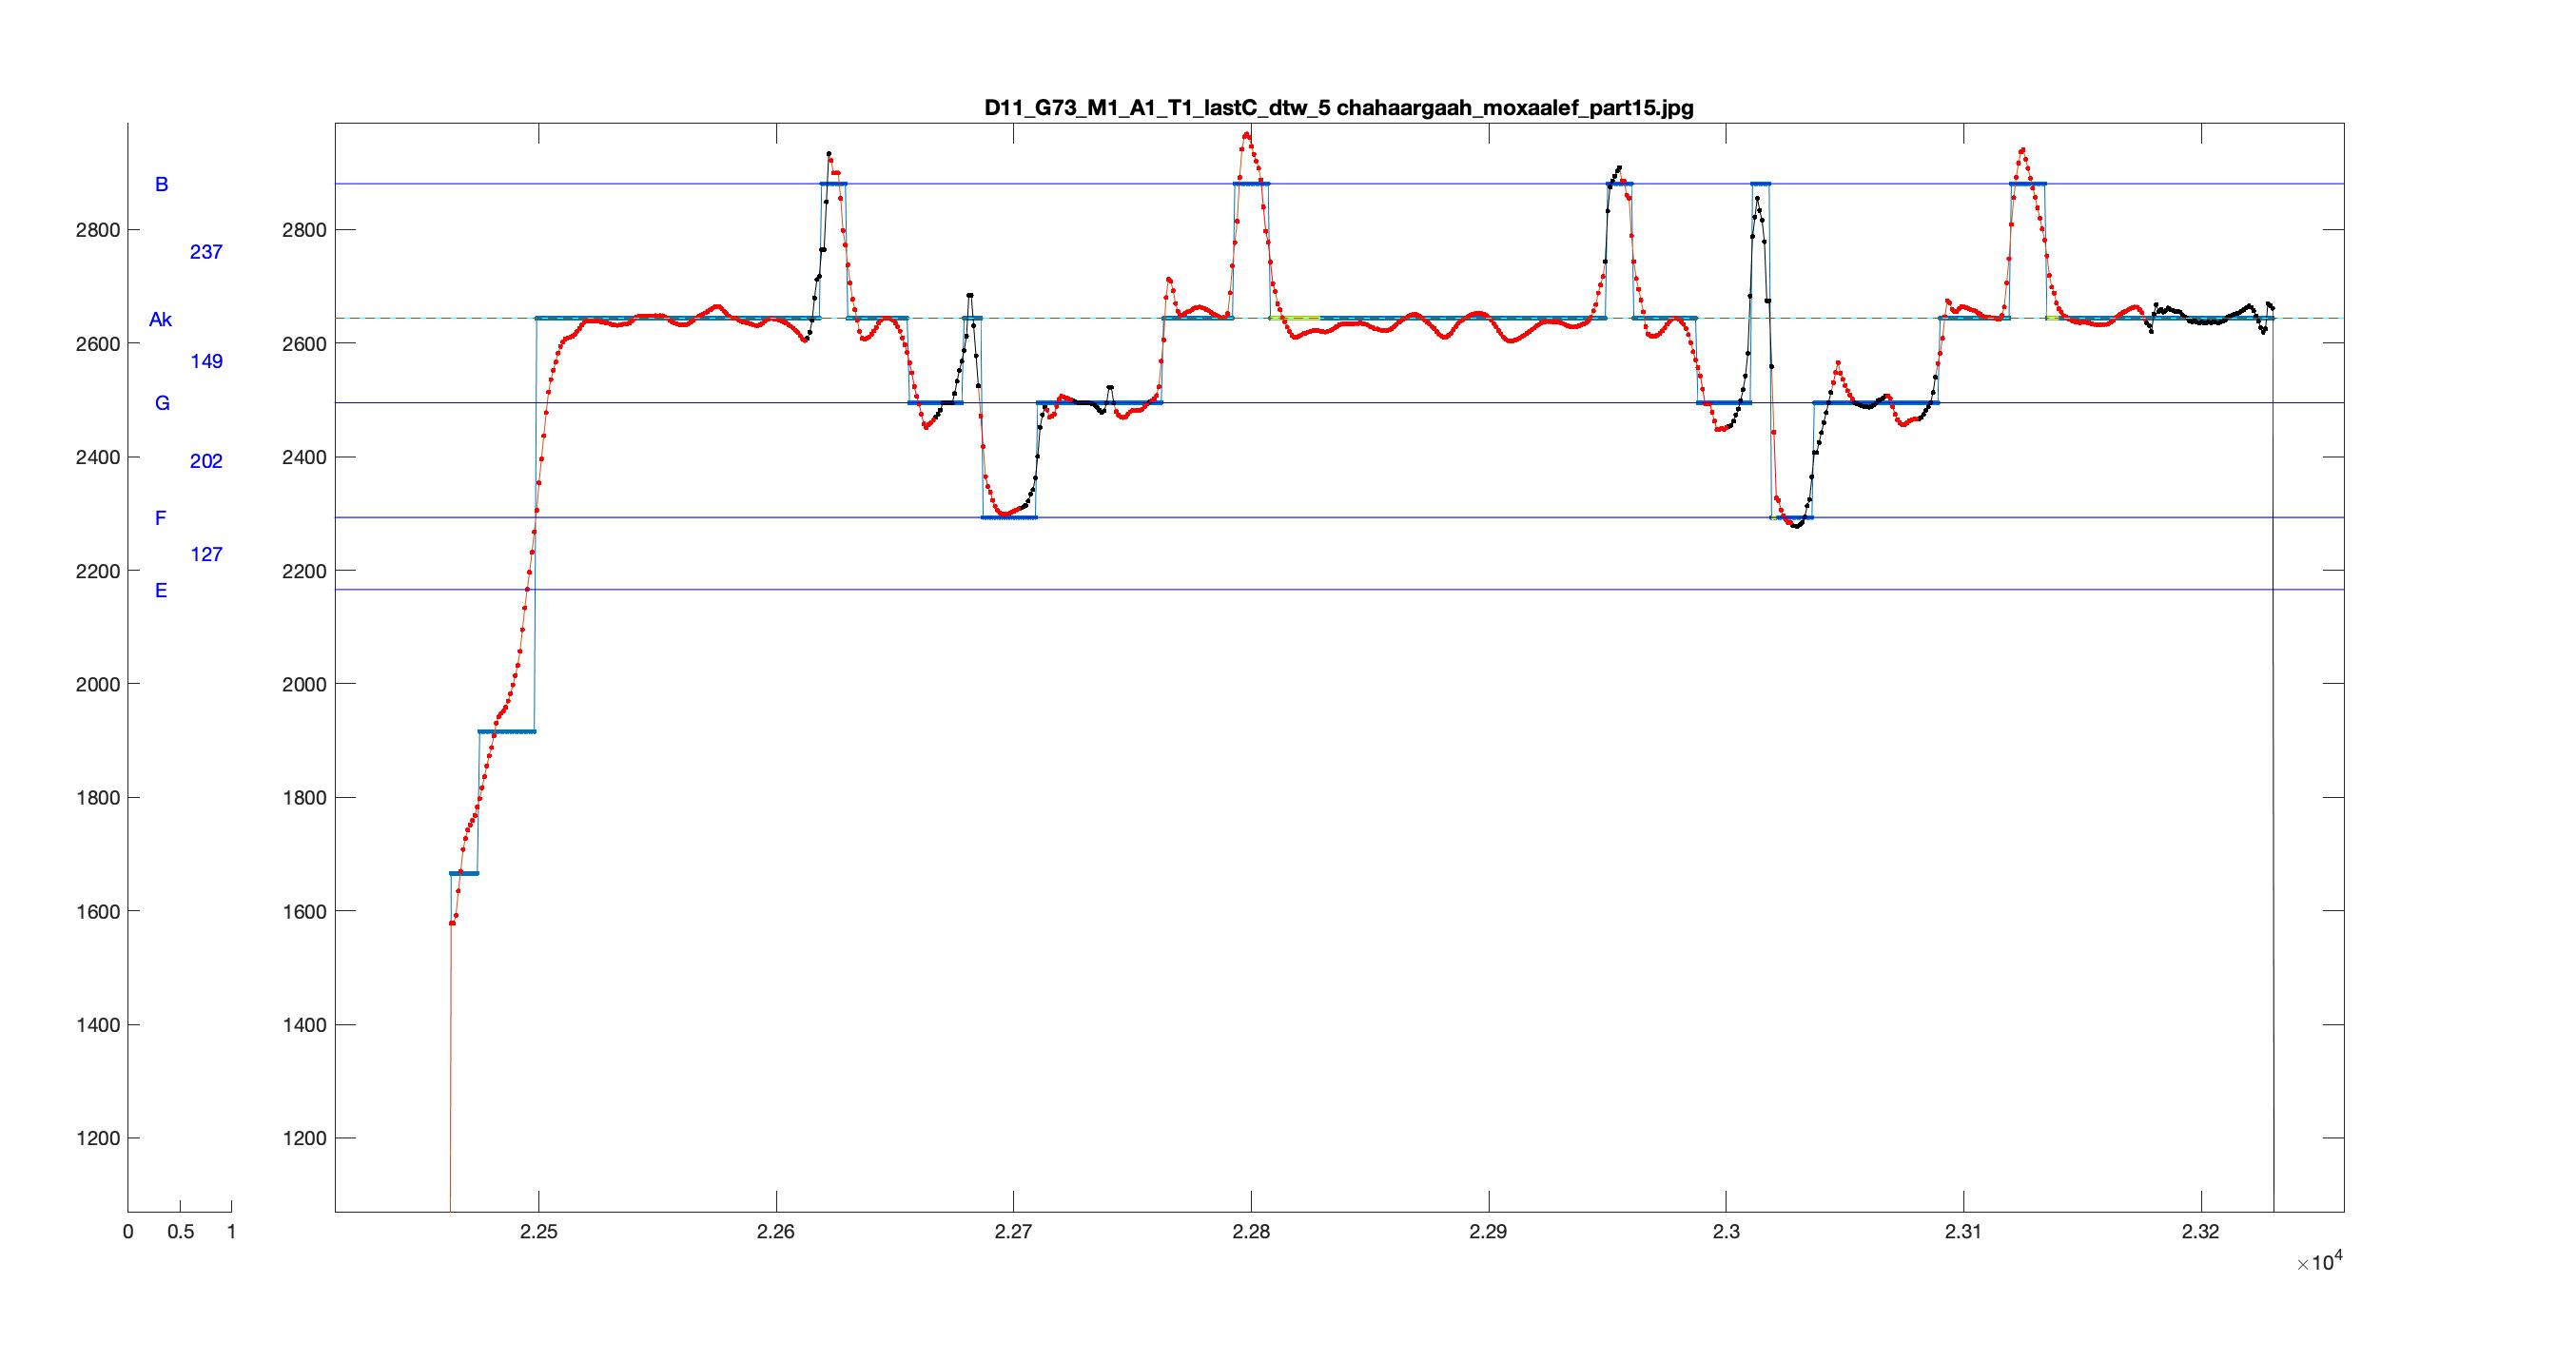 D11_G73_M1_A1_T1_lastC_dtw_5 chahaargaah_moxaalef_part15.jpg
B
2800 2800
237
Ak
2600 2600
149
G
2400 2400
202
F
127
2200 2200
E
2000 2000
1800 1800
1600 1600
1400 1400
1200 1200
0 0.5 1 2.25 2.26 2.27 2.28 2.29 2.3 2.31 2.32
×10⁴